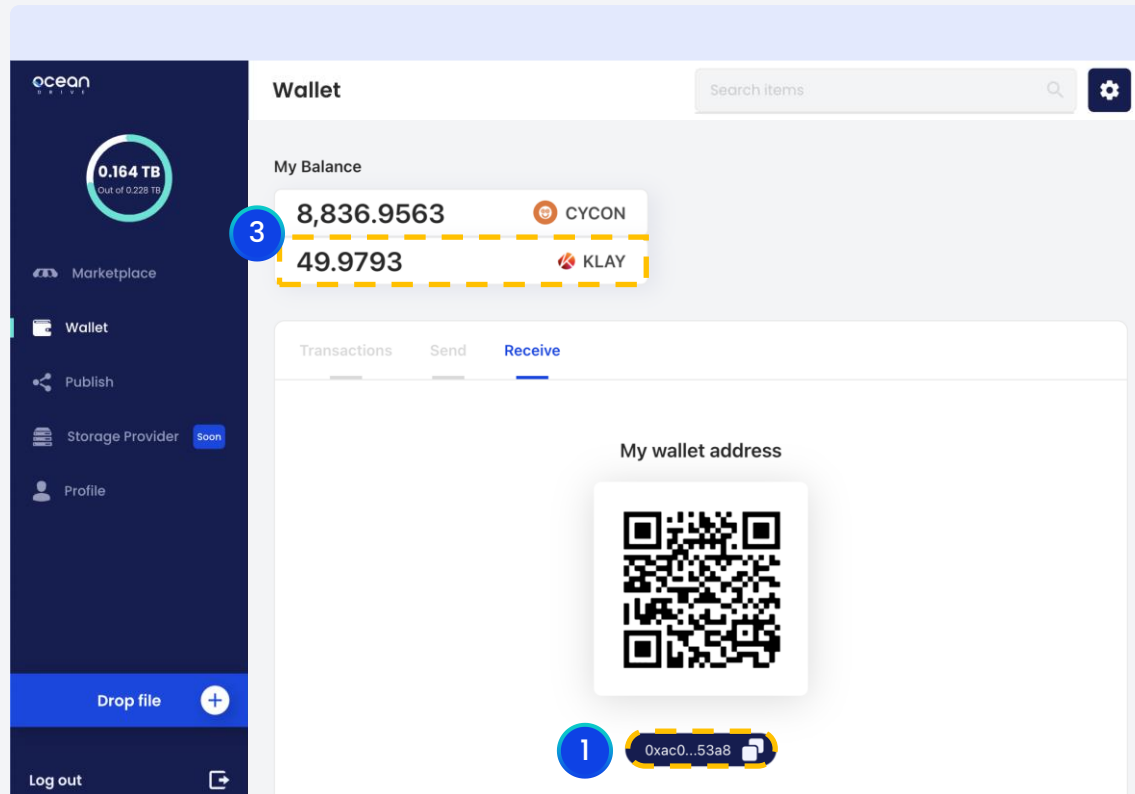 ocean
DRIVE
Wallet
Search items
0.164 TB
Out of 0.228 TB
My Balance
8,836.9563 CYCON
3
49.9793 KLAY
Marketplace
Wallet
Publish
Storage Provider Soon
Profile
Transactions Send Receive
My wallet address
Drop file
1
0xac0...53a8
Log out